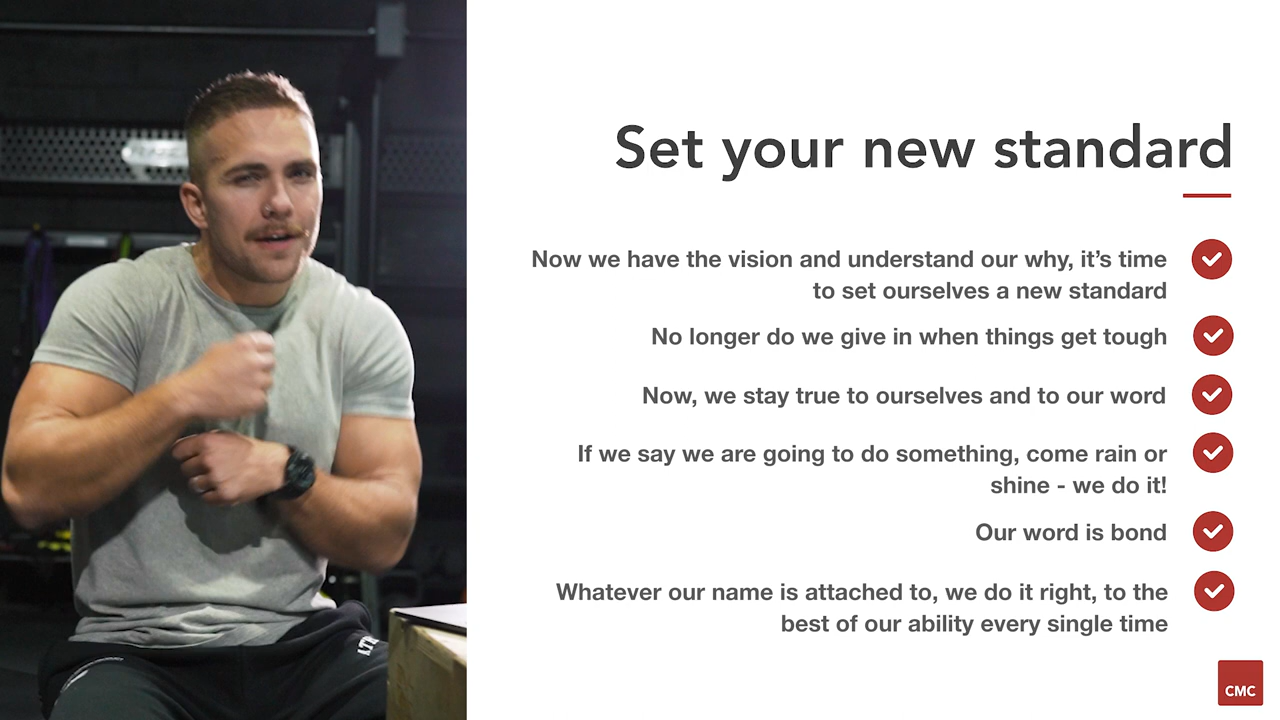 Set your new standard
Now we have the vision and understand our why, it’s time
to set ourselves a new standard
No longer do we give in when things get tough
Now, we stay true to ourselves and to our word
If we say we are going to do something, come rain or
shine - we do it!
Our word is bond
Whatever our name is attached to, we do it right, to the
best of our ability every single time
CMC